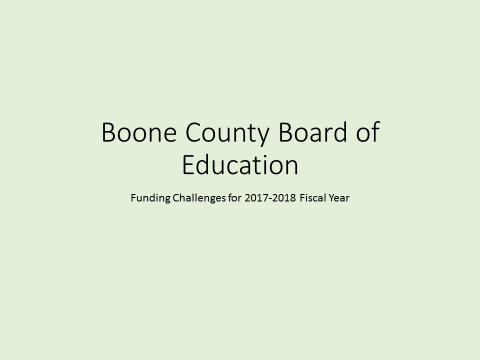 Boone County Board of
Education
Funding Challenges for 2017-2018 Fiscal Year